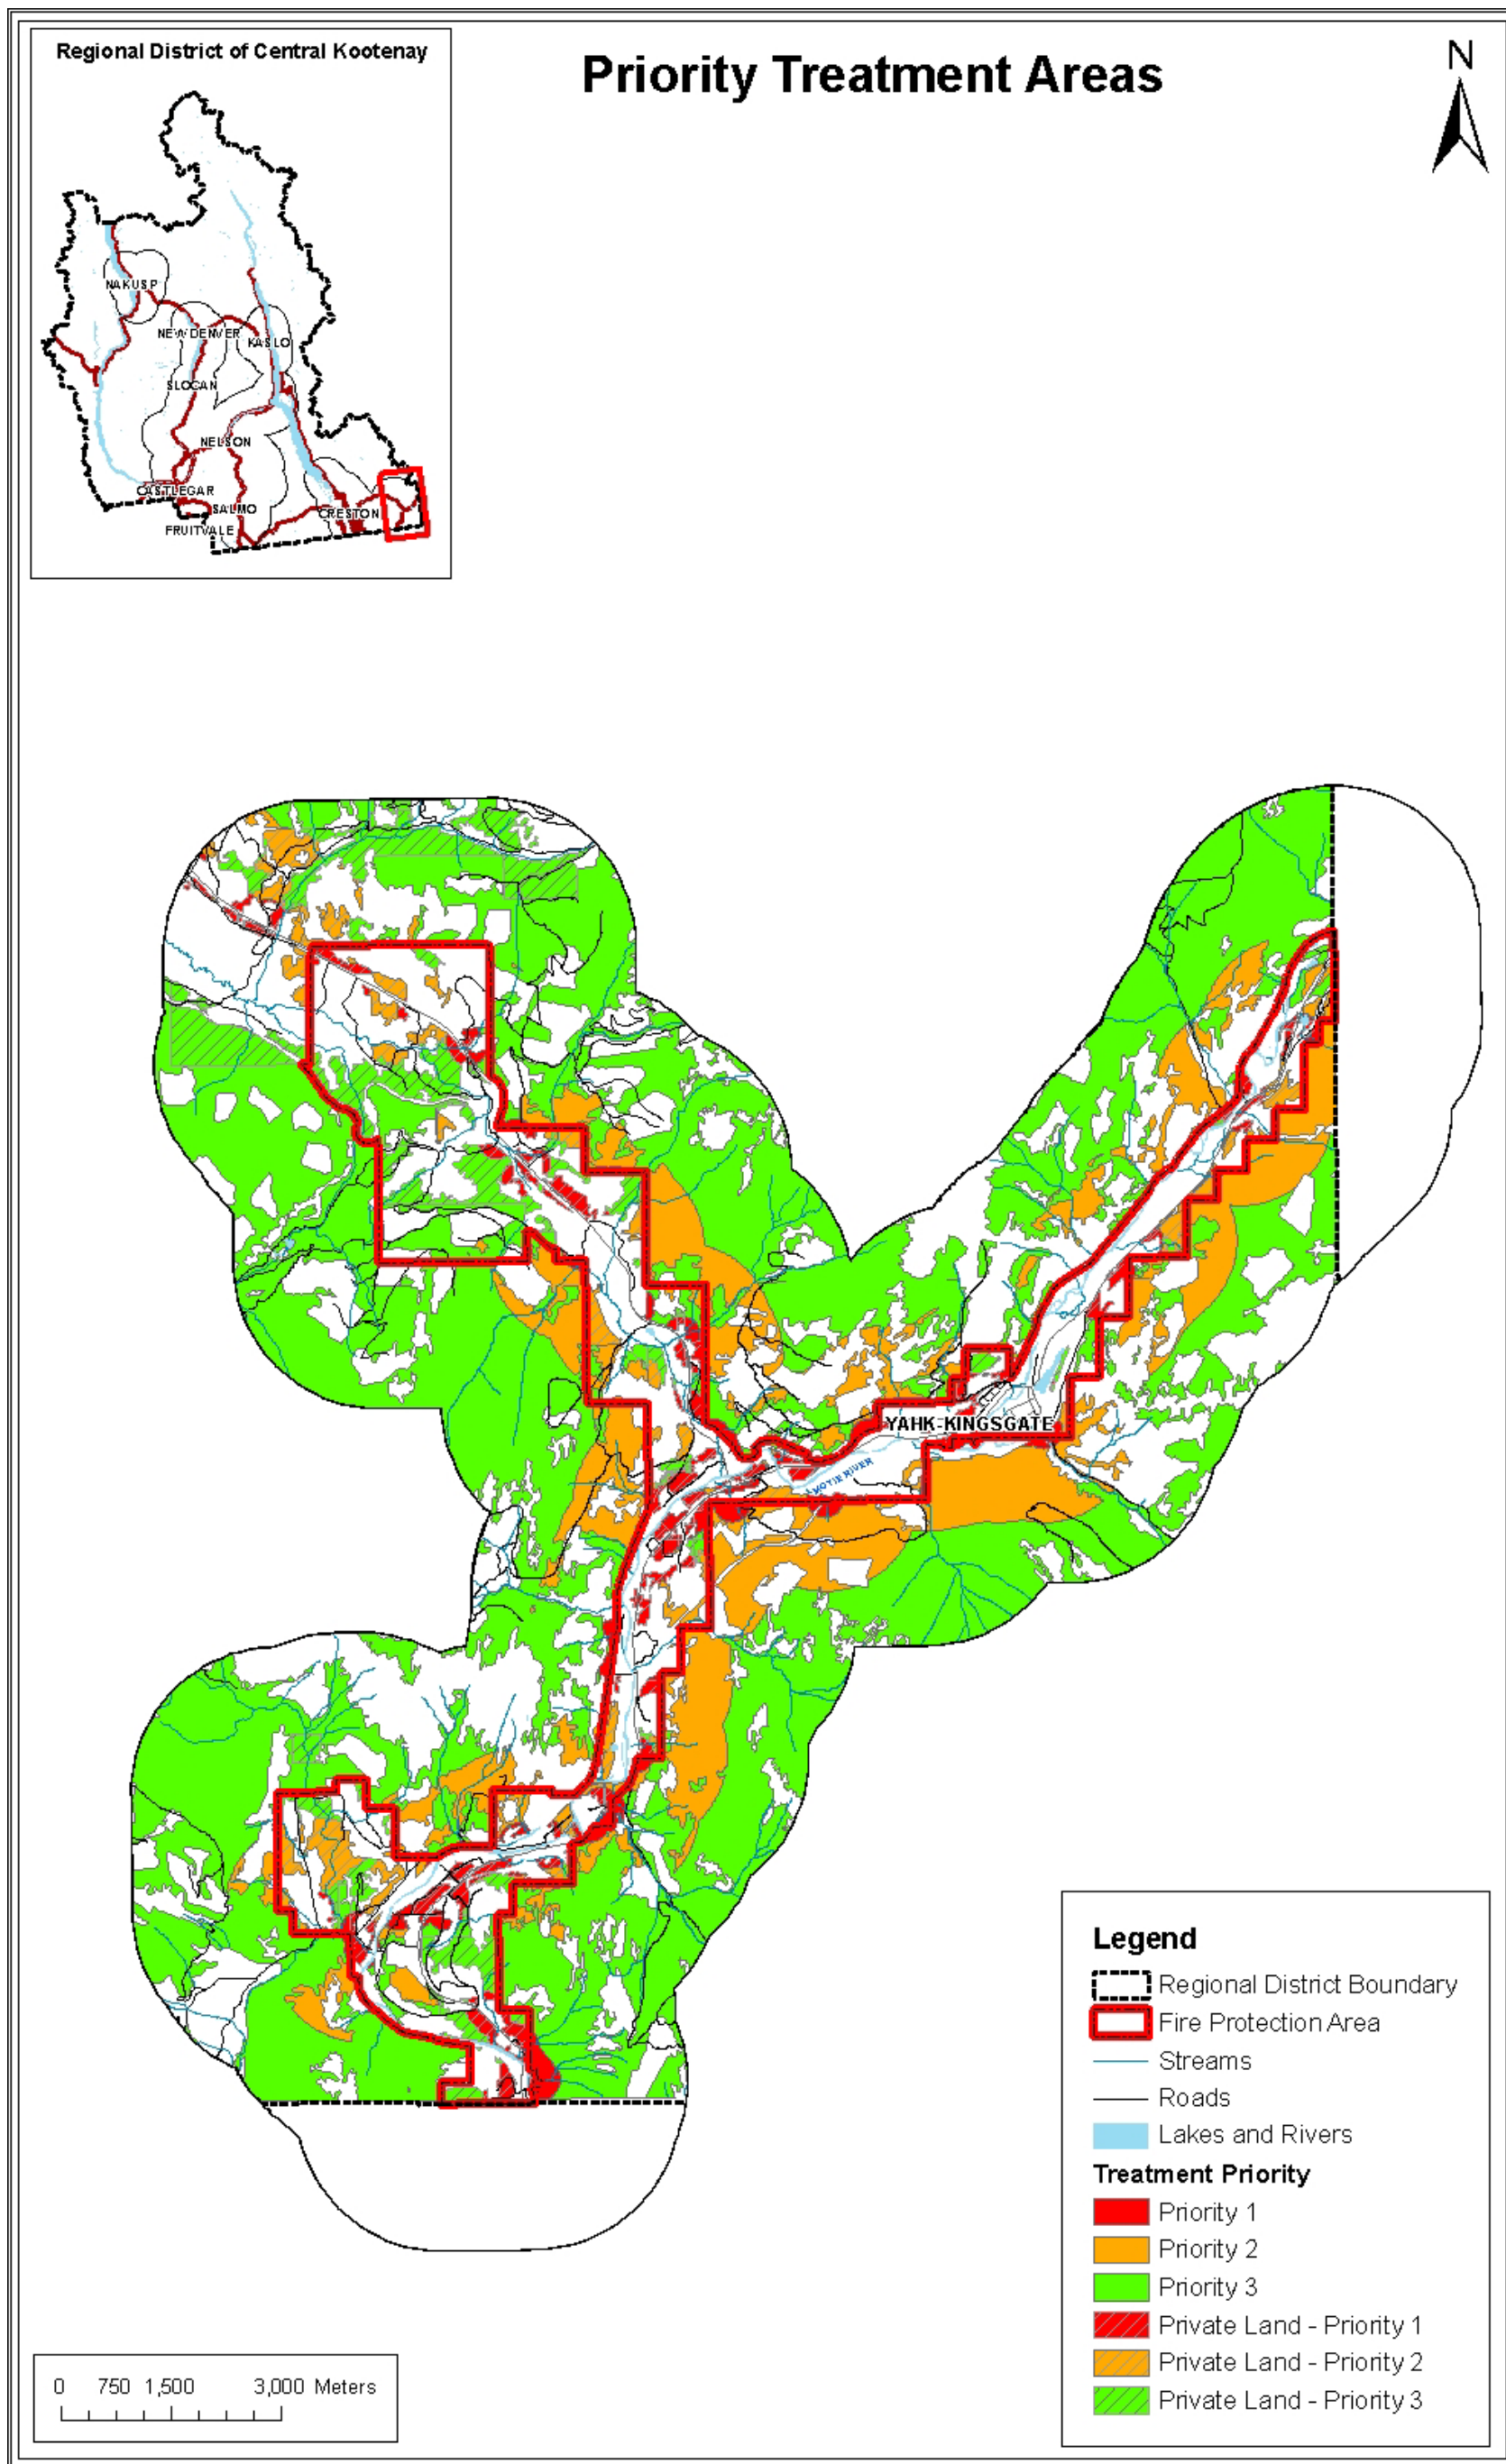 Regional District of Central Kootenay
Priority Treatment Areas
N
NAKUSP
NEW DENVER
KASLO
SLOCAN
NELSON
CASTLEGAR
SALMO
CRESTON
FRUITVALE
YAHK-KINGSGATE
MOYIE RIVER
Legend
Regional District Boundary
Fire Protection Area
Streams
Roads
Lakes and Rivers
Treatment Priority
Priority 1
Priority 2
Priority 3
Private Land - Priority 1
Private Land - Priority 2
Private Land - Priority 3
0 750 1,500 3,000 Meters